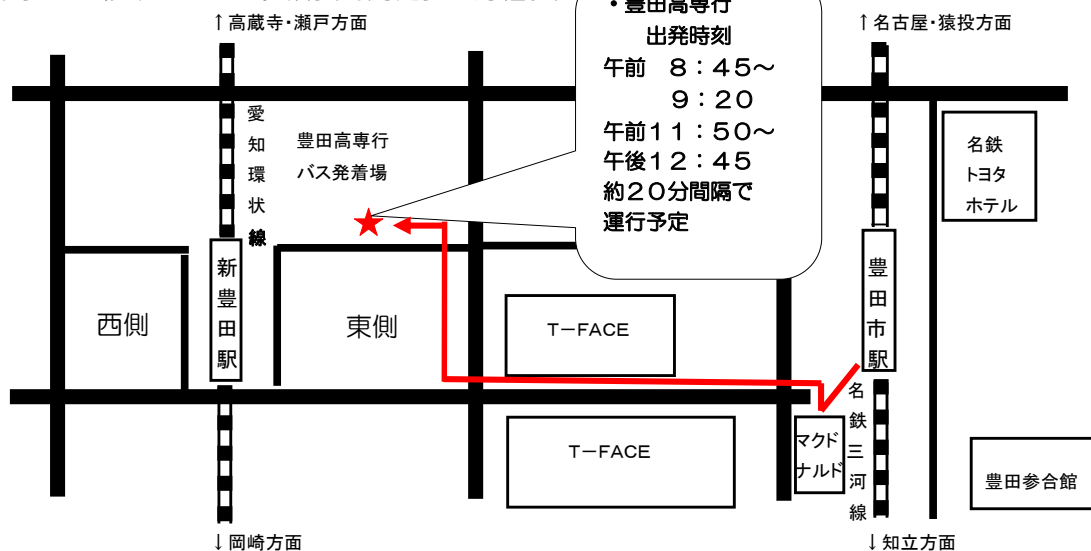 ・豊田高専行
出発時刻
午前 8：45～
9：20
午前11：50～
午後12：45
約20分間隔で
運行予定
↑高蔵寺・瀬戸方面
↑名古屋・猿投方面
愛知環状線
豊田高専行
バス発着場
名鉄
トヨタ
ホテル
新豊田駅
豊田市駅
西側
東側
T－FACE
T－FACE
マクド
ナルド
名鉄三河線
豊田参合館
↓岡崎方面
↓知立方面